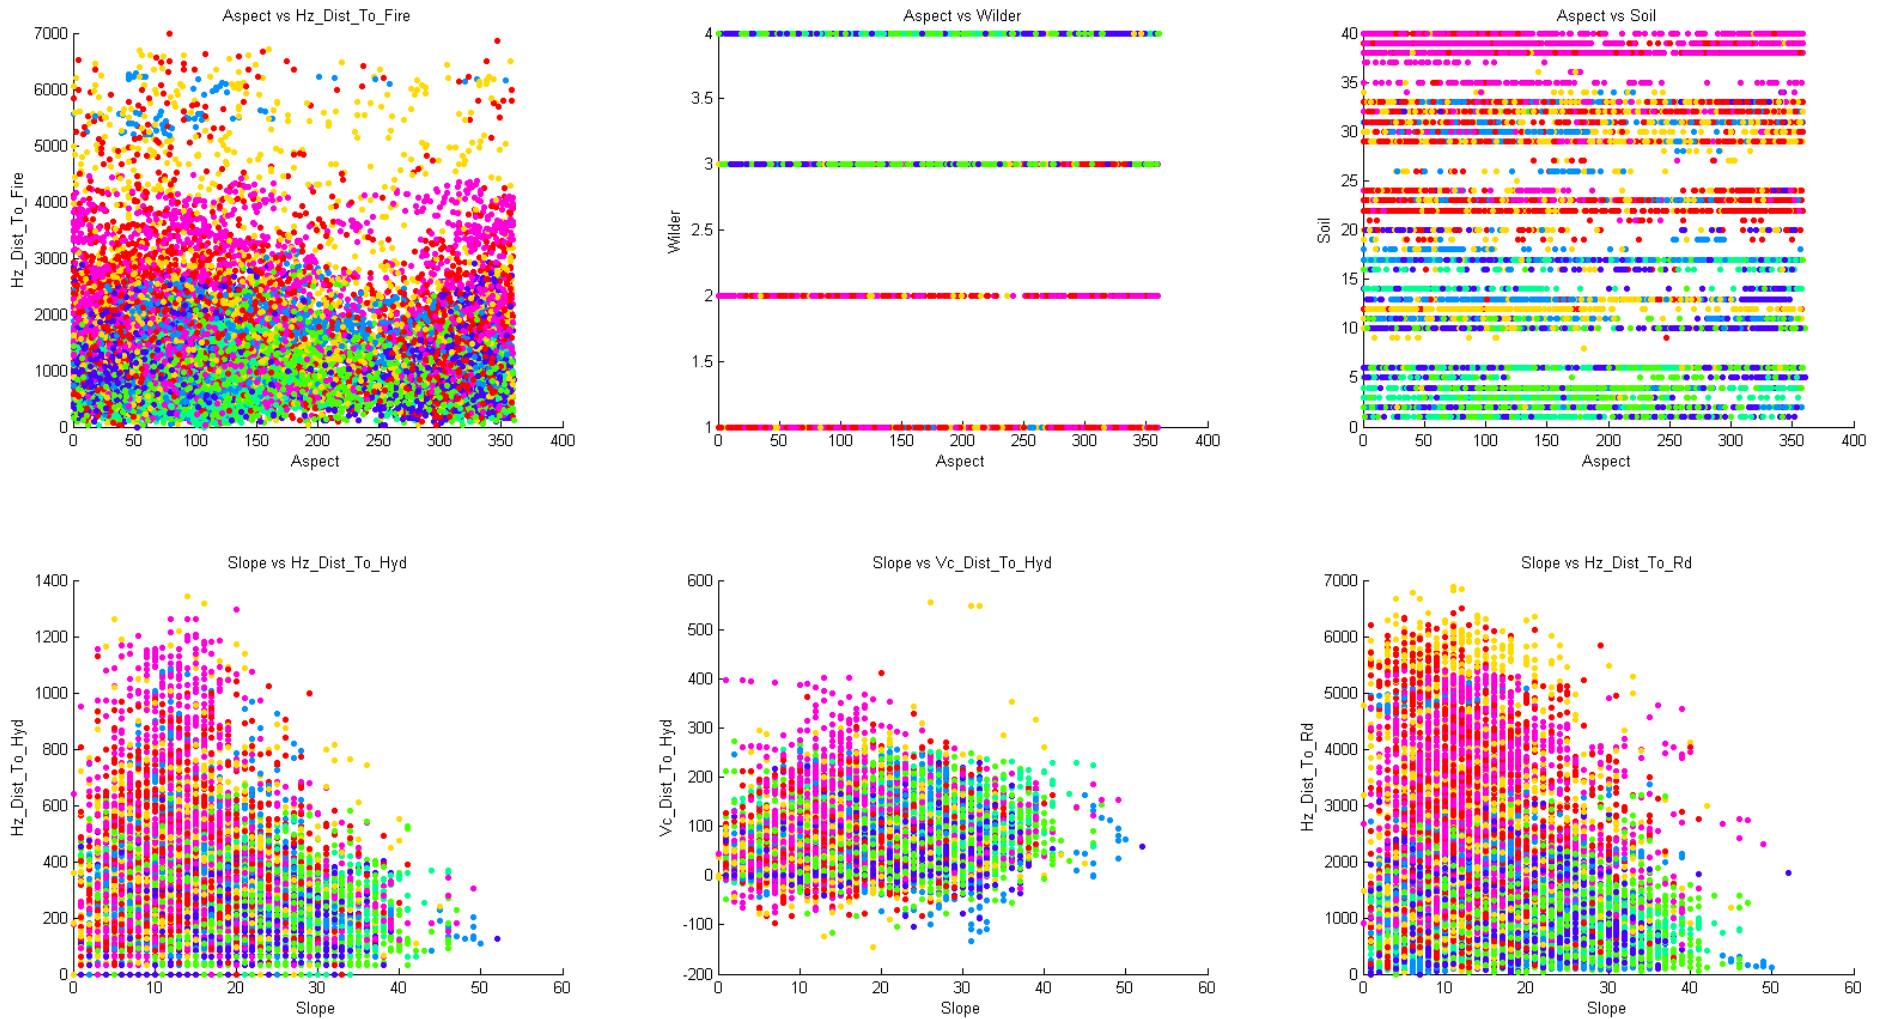 Aspect vs Hz_Dist_To_Fire
7000
6000
5000
4000
3000
2000
1000
0
Hz_Dist_To_Fire
0 50 100 150 200 250 300 350 400
Aspect
Aspect vs Wilder
4
3.5
3
2.5
2
1.5
1
Wilder
0 50 100 150 200 250 300 350 400
Aspect
Aspect vs Soil
40
35
30
25
20
15
10
5
0
Soil
0 50 100 150 200 250 300 350 400
Aspect
Slope vs Hz_Dist_To_Hyd
1400
1200
1000
800
600
400
200
0
Hz_Dist_To_Hyd
0 10 20 30 40 50 60
Slope
Slope vs Vc_Dist_To_Hyd
600
500
400
300
200
100
0
-100
-200
Vc_Dist_To_Hyd
0 10 20 30 40 50 60
Slope
Slope vs Hz_Dist_To_Rd
7000
6000
5000
4000
3000
2000
1000
0
Hz_Dist_To_Rd
0 10 20 30 40 50 60
Slope